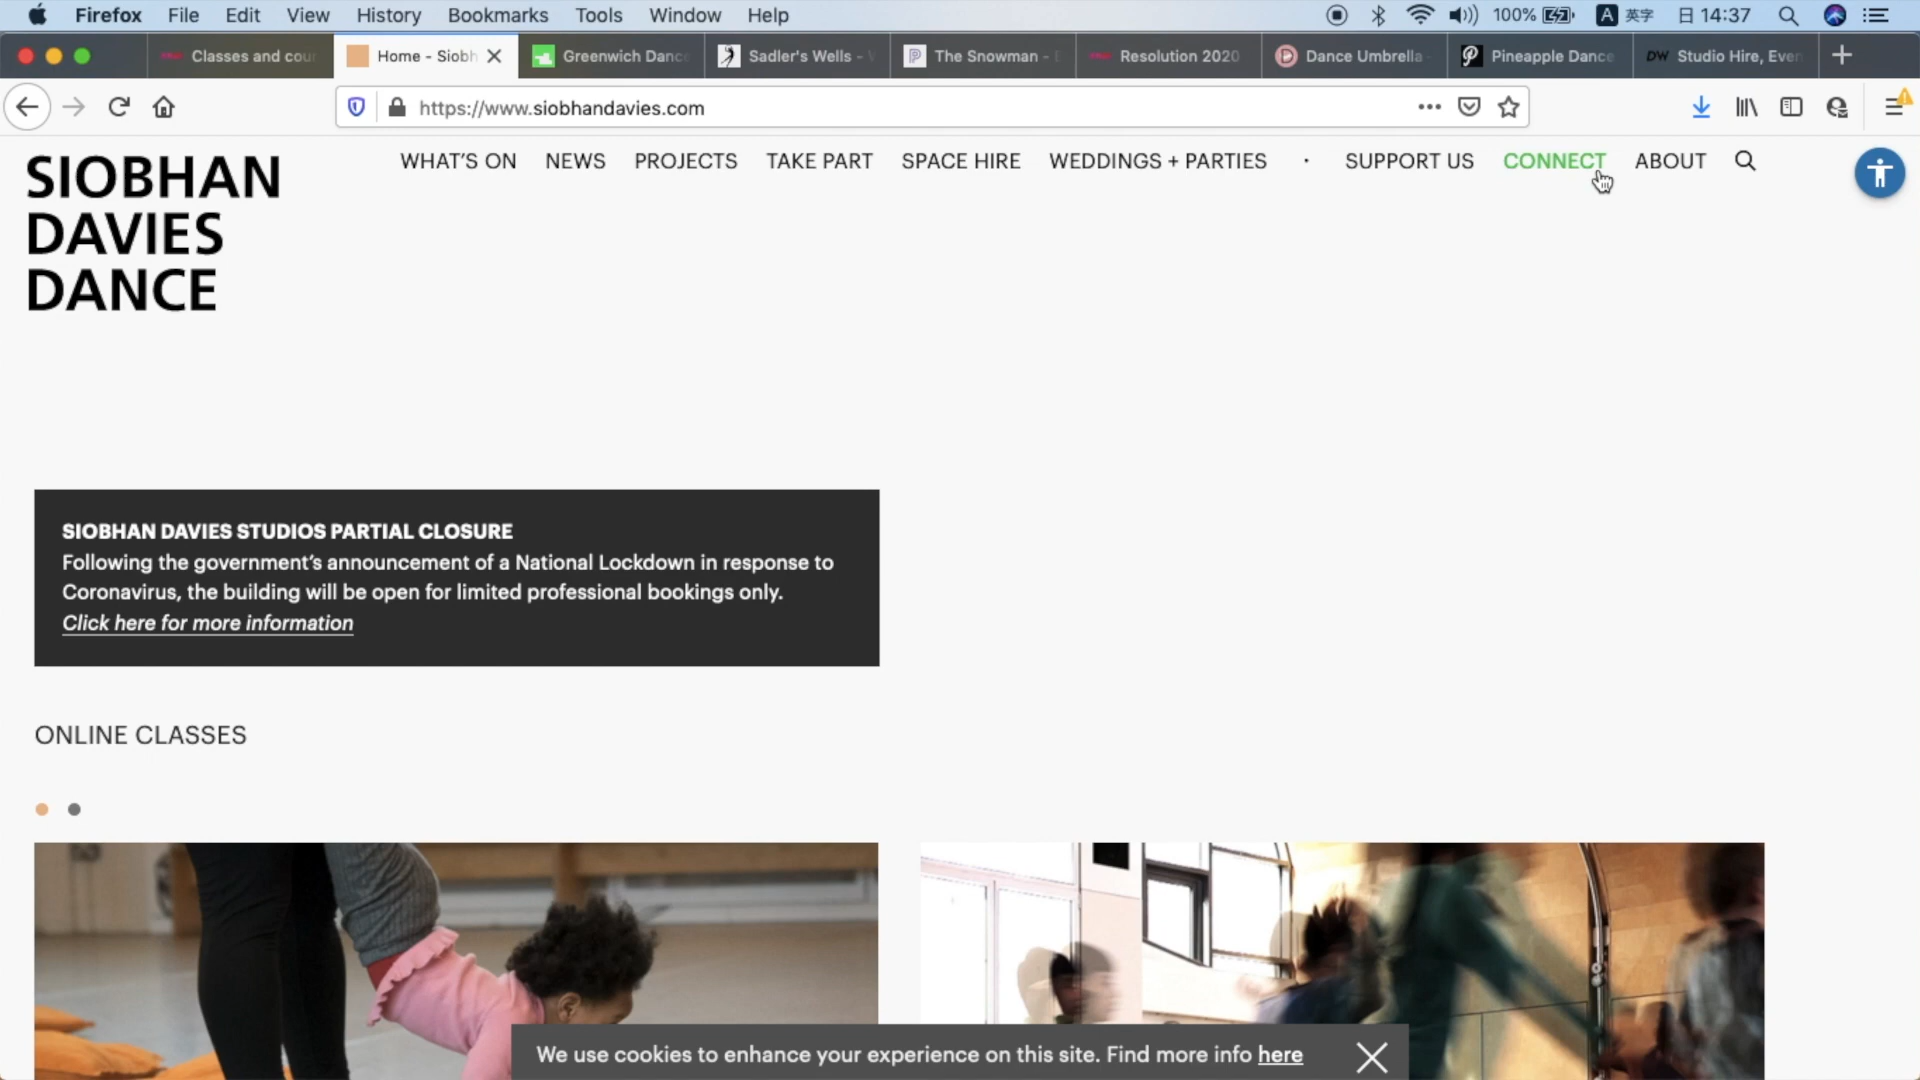 Firefox File Edit View History Bookmarks Tools Window Help 100% A 英字 日 14:37
Classes and cour Home - Siobh Greenwich Dance Sadler's Wells - The Snowman - Resolution 2020 Dance Umbrella - Pineapple Dance DW Studio Hire, Even
https://www.siobhandavies.com
SIOBHAN
DAVIES
DANCE
WHAT'S ON NEWS PROJECTS TAKE PART SPACE HIRE WEDDINGS + PARTIES · SUPPORT US CONNECT ABOUT
SIOBHAN DAVIES STUDIOS PARTIAL CLOSURE
Following the government's announcement of a National Lockdown in response to
Coronavirus, the building will be open for limited professional bookings only.
Click here for more information
ONLINE CLASSES
We use cookies to enhance your experience on this site. Find more info here